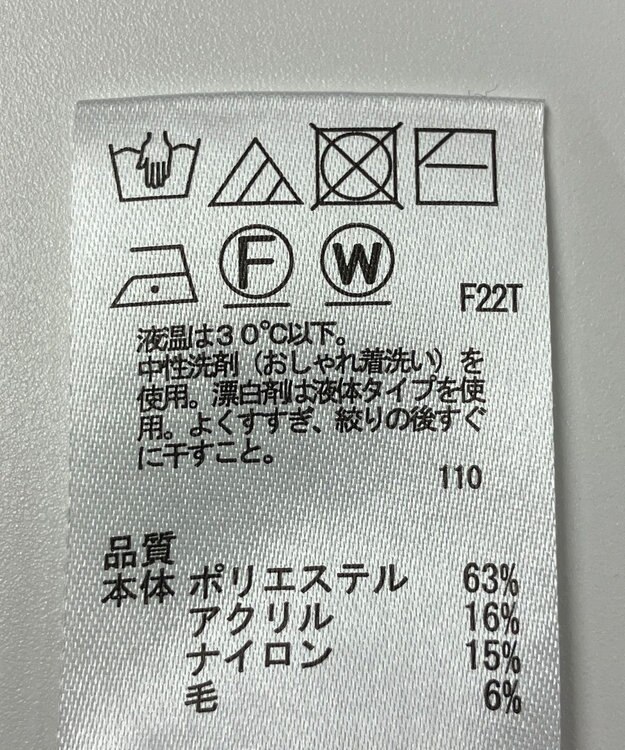 F W F22T
液温は30℃以下。
中性洗剤（おしゃれ着洗い）を
使用。漂白剤は液体タイプを使
用。よくすすぎ、絞りの後すぐ
に干すこと。
110
品質
本体 ポリエステル 63%
アクリル 16%
ナイロン 15%
毛 6%